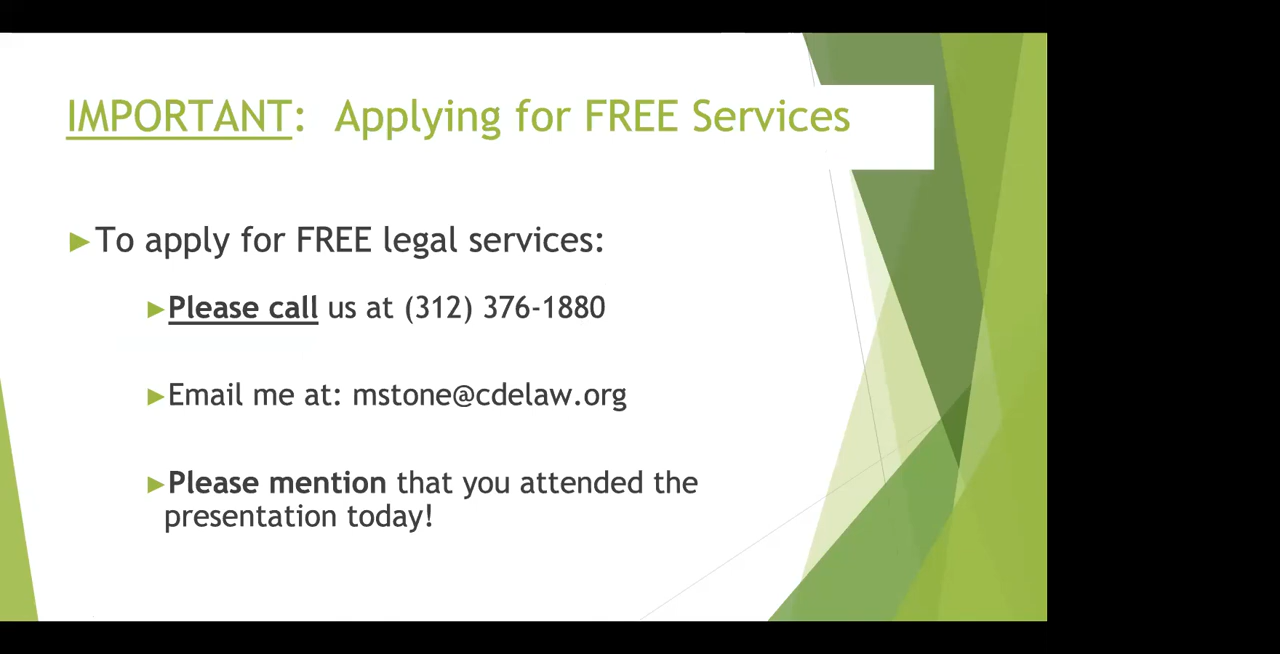 IMPORTANT: Applying for FREE Services
►To apply for FREE legal services:
►Please call us at (312) 376-1880
►Email me at: mstone@cdelaw.org
►Please mention that you attended the
presentation today!